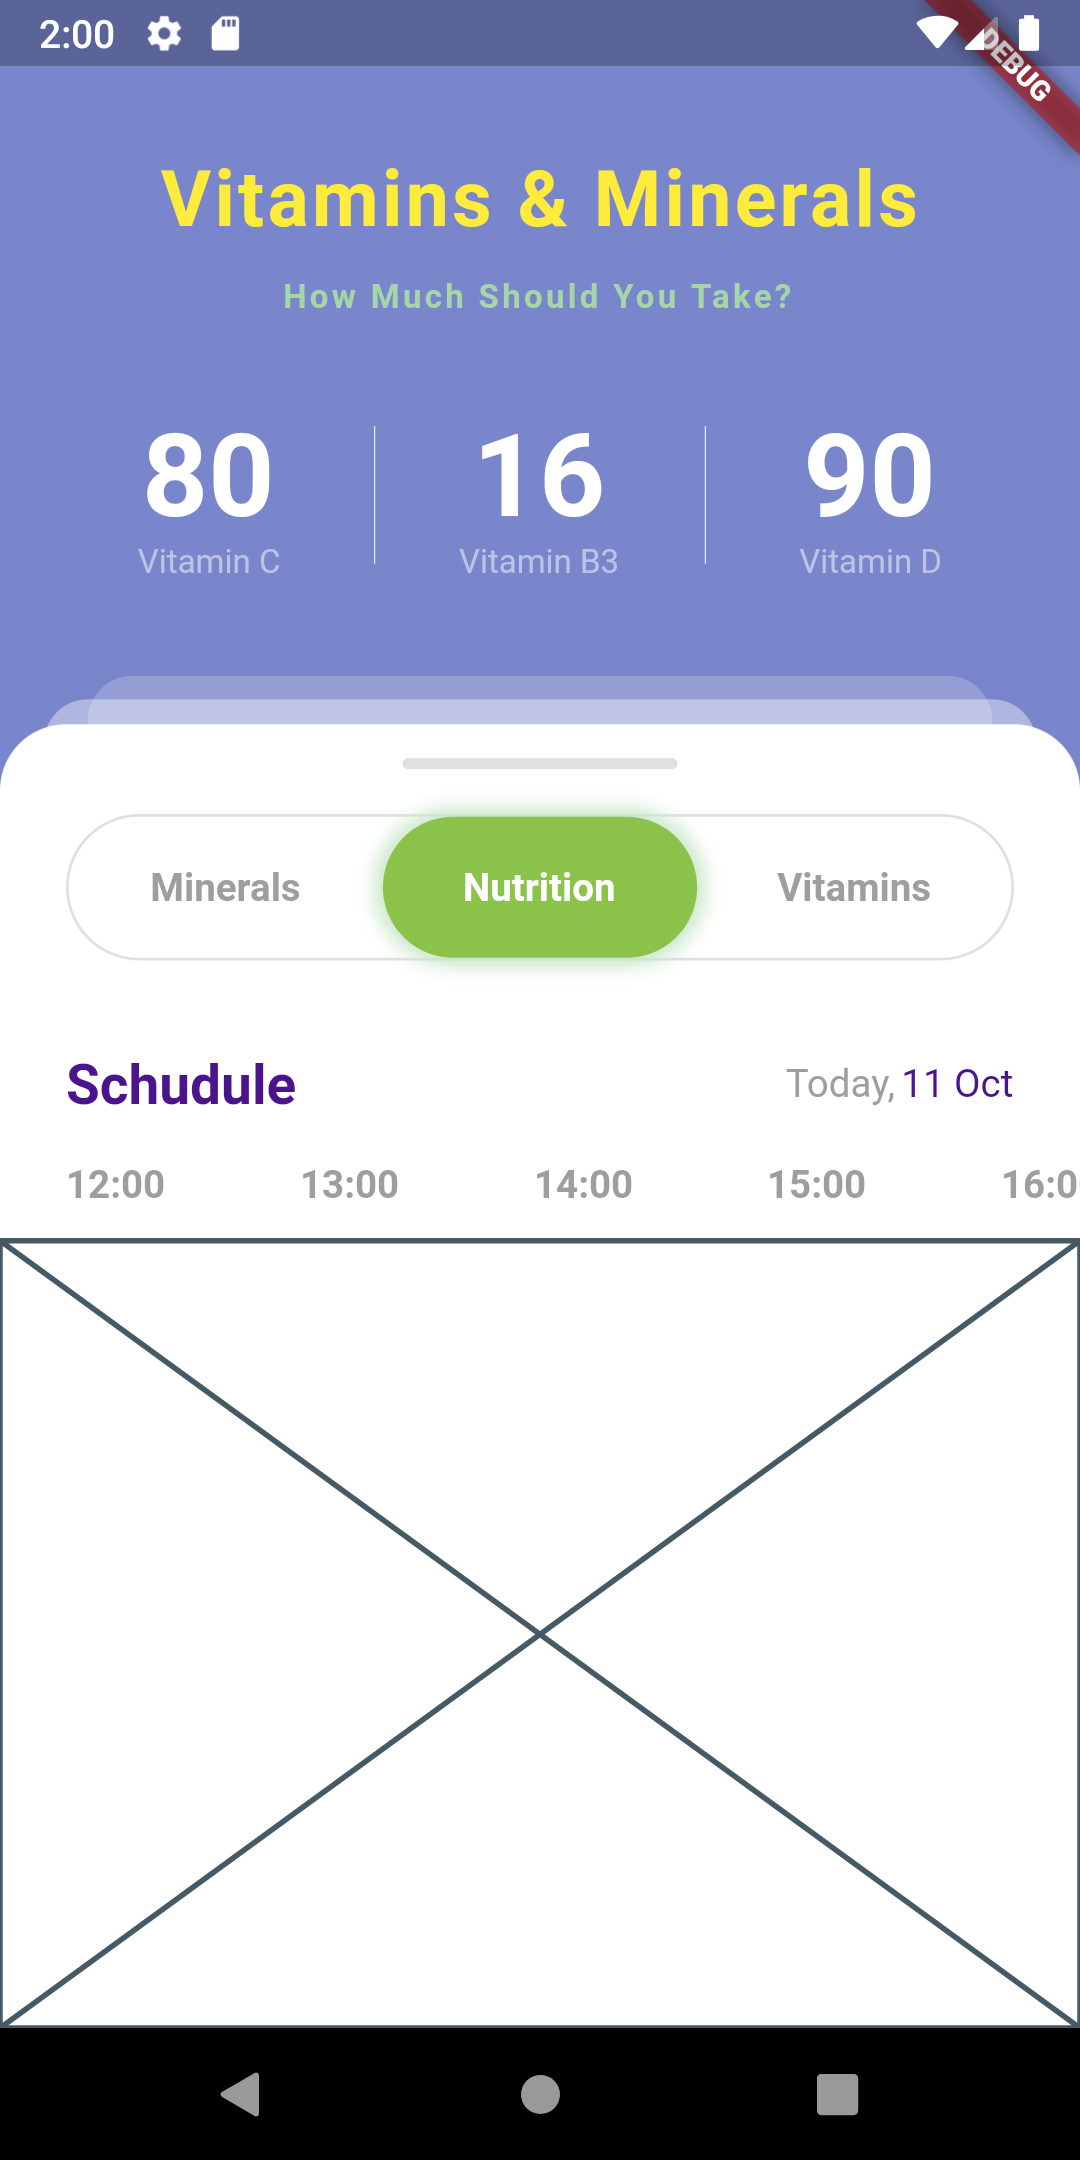 2:00
DEBUG
Vitamins & Minerals
How Much Should You Take?
80 16 90
Vitamin C Vitamin B3 Vitamin D
Minerals Nutrition Vitamins
Schudule Today, 11 Oct
12:00 13:00 14:00 15:00 16:0